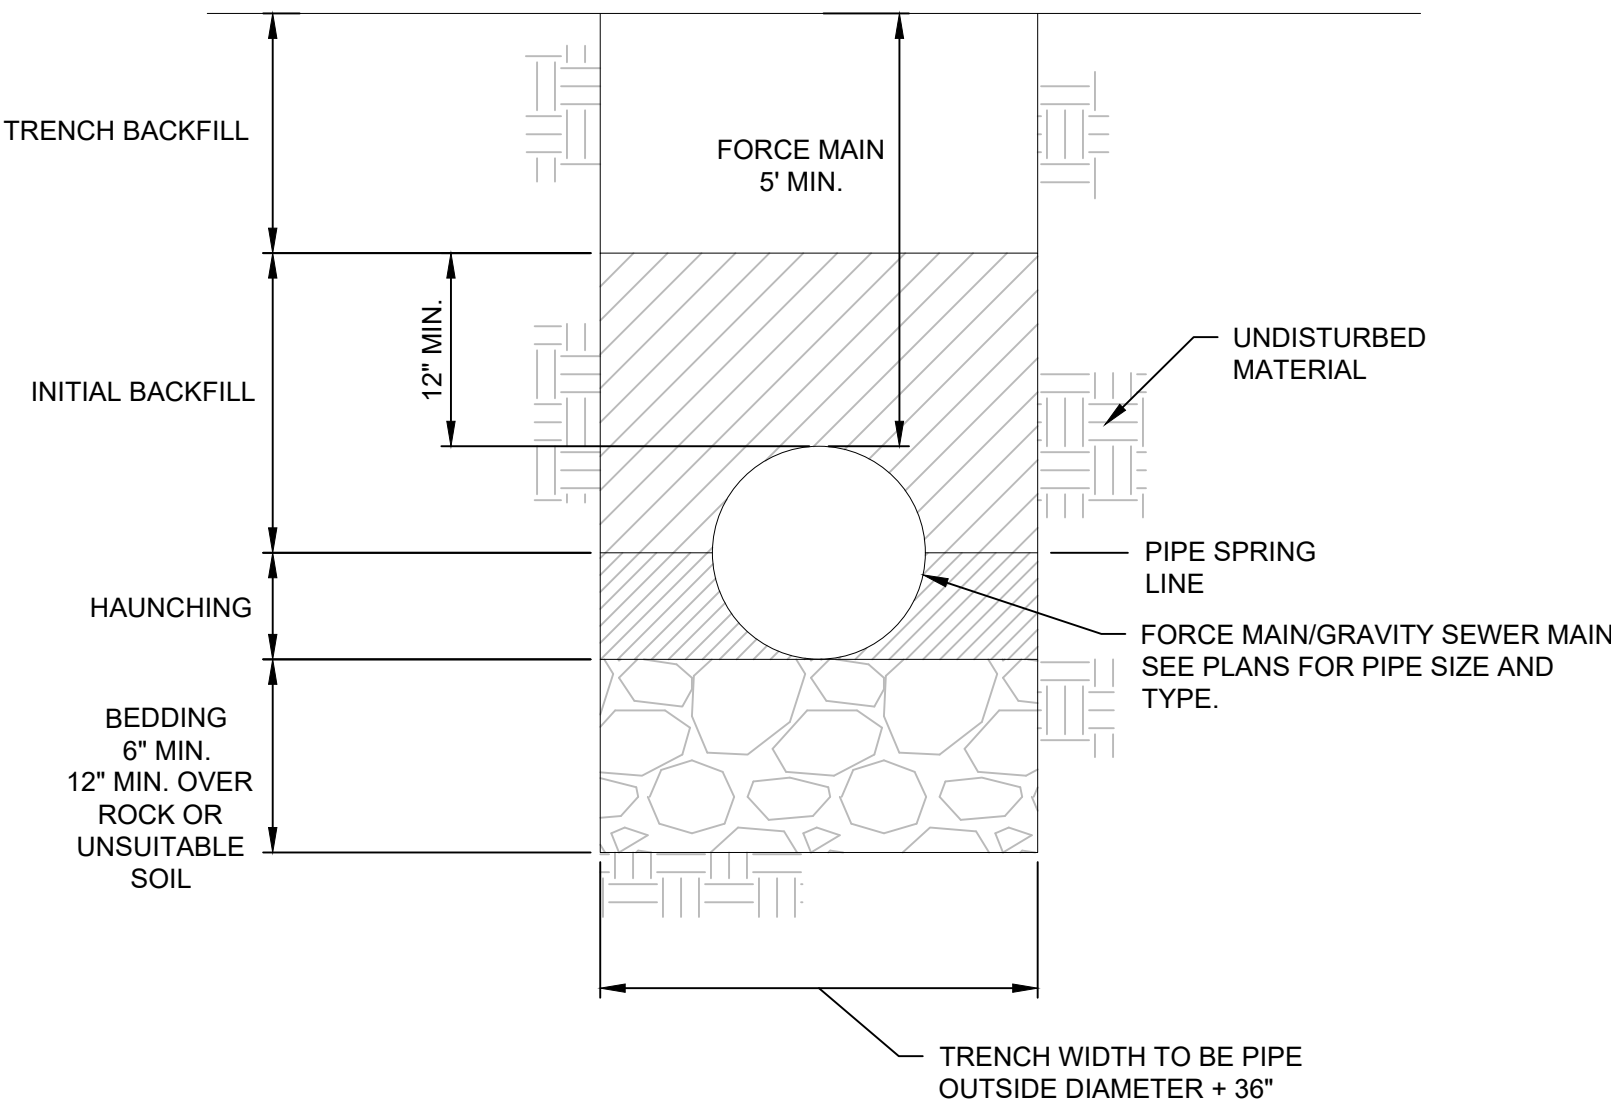 TRENCH BACKFILL
FORCE MAIN
5' MIN.
12" MIN.
INITIAL BACKFILL
UNDISTURBED
MATERIAL
PIPE SPRING
LINE
HAUNCHING
FORCE MAIN/GRAVITY SEWER MAIN
SEE PLANS FOR PIPE SIZE AND
TYPE.
BEDDING
6" MIN.
12" MIN. OVER
ROCK OR
UNSUITABLE
SOIL
TRENCH WIDTH TO BE PIPE
OUTSIDE DIAMETER + 36"